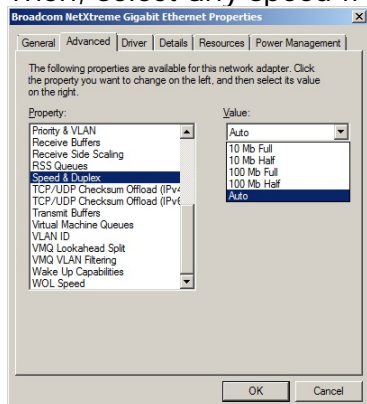 Broadcom NetXtreme Gigabit Ethernet Properties
General Advanced Driver Details Resources Power Management
The following properties are available for this network adapter. Click
the property you want to change on the left, and then select its value
on the right.
Property:
Priority & VLAN
Receive Buffers
Receive Side Scaling
RSS Queues
Speed & Duplex
TCP/UDP Checksum Offload (IPv4
TCP/UDP Checksum Offload (IPv6
Transmit Buffers
Virtual Machine Queues
VLAN ID
VMQ Lookahead Split
VMQ VLAN Filtering
Wake Up Capabilities
WOL Speed
Value:
Auto
10 Mb Full
10 Mb Half
100 Mb Full
100 Mb Half
Auto
OK Cancel